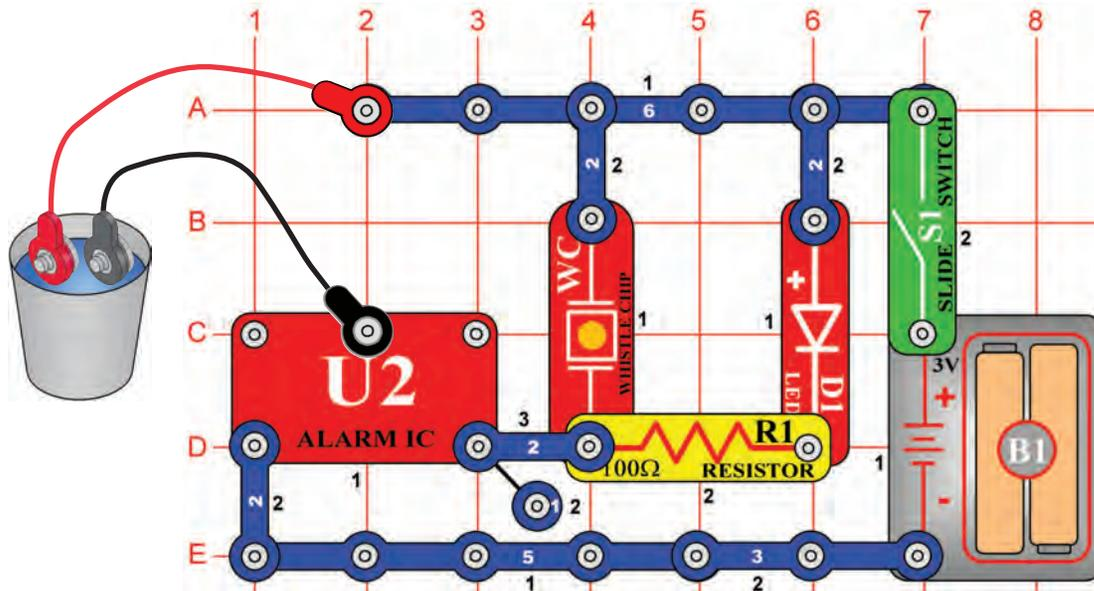 1 2 3 4 5 6 7 8
A
1
6
2 2
2 2
B
S1
SLIDE SWITCH
2
WC
WHISTLE CHIP
1
+
1
D1
LED
C
U2
ALARM IC
1
3V
+
-
B1
1
D
3
2
R1
100Ω RESISTOR
2
1 2
2 2
E
5
1
3
2